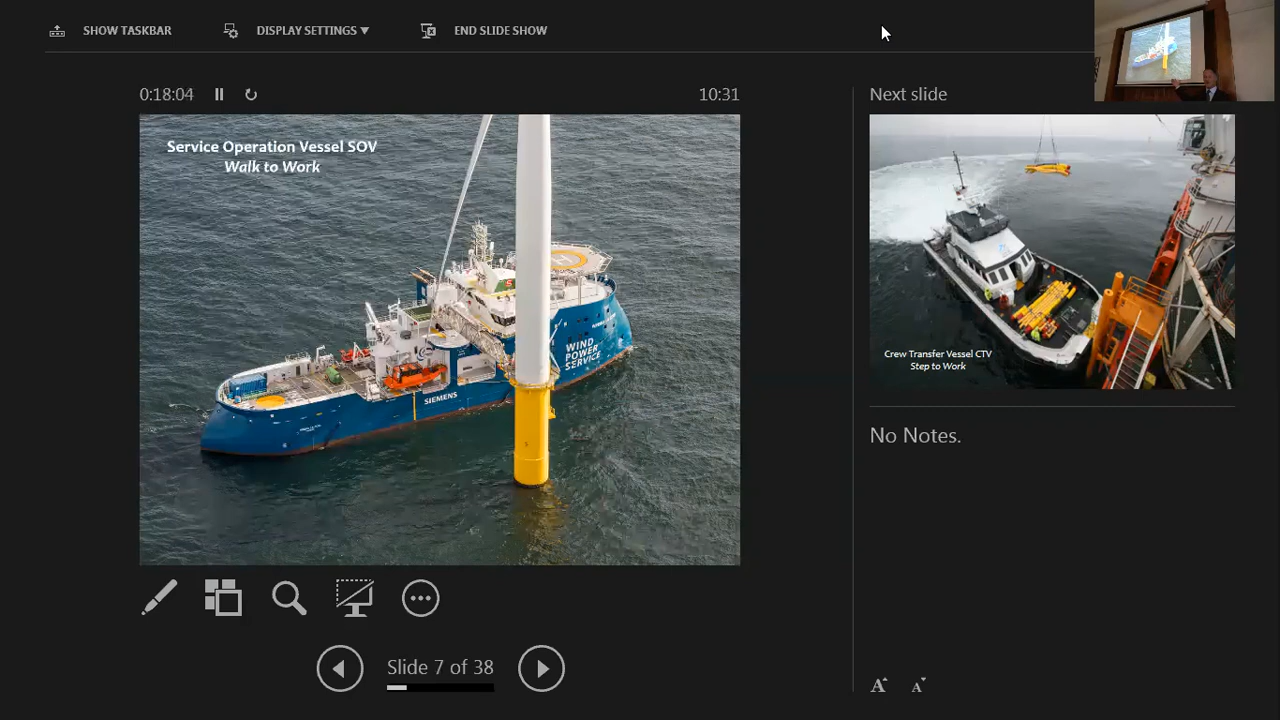 SHOW TASKBAR
DISPLAY SETTINGS
END SLIDE SHOW
0:18:04
10:31
Next slide
Service Operation Vessel SOV
Walk to Work
WIND
POWER
SERVICE
SIEMENS
H
S
Crew Transfer Vessel CTV
Step to Work
No Notes.
Slide 7 of 38
A A